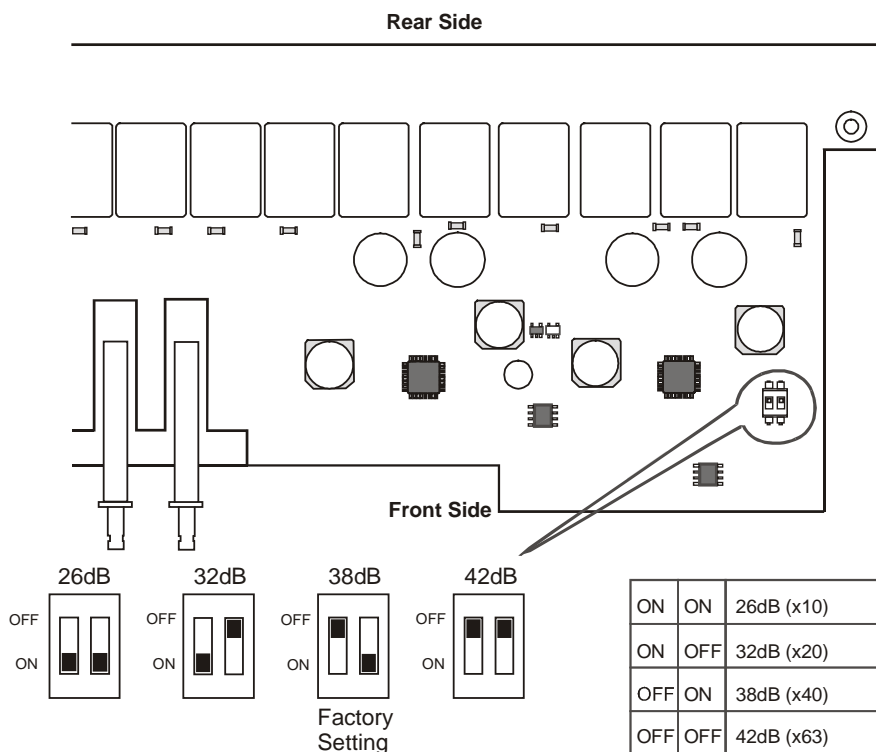 Rear Side
Front Side
26dB 32dB 38dB 42dB
OFF OFF OFF OFF
ON ON ON ON
Factory
Setting
ON ON 26dB (x10)
ON OFF 32dB (x20)
OFF ON 38dB (x40)
OFF OFF 42dB (x63)